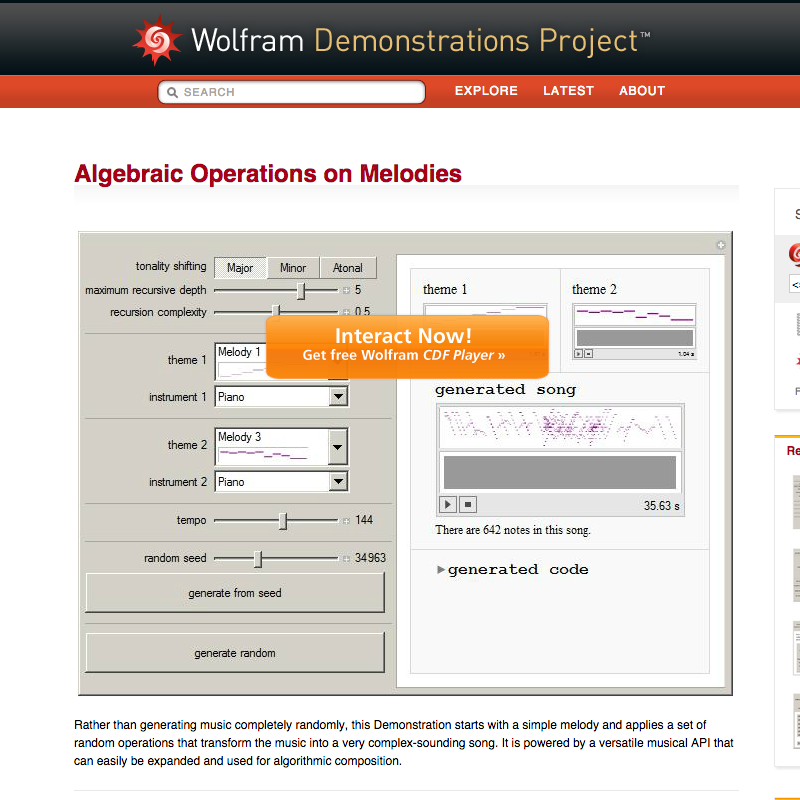 Wolfram Demonstrations Project™
SEARCH
EXPLORE
LATEST
ABOUT
Algebraic Operations on Melodies
tonality shifting
Major
Minor
Atonal
maximum recursive depth
5
recursion complexity
0.5
theme 1
Melody 1
instrument 1
Piano
theme 2
Melody 3
instrument 2
Piano
tempo
144
random seed
34963
generate from seed
generate random
theme 1
theme 2
1.04 s
Interact Now!
Get free Wolfram CDF Player »
generated song
35.63 s
There are 642 notes in this song.
generated code
Rather than generating music completely randomly, this Demonstration starts with a simple melody and applies a set of
random operations that transform the music into a very complex-sounding song. It is powered by a versatile musical API that
can easily be expanded and used for algorithmic composition.
Re